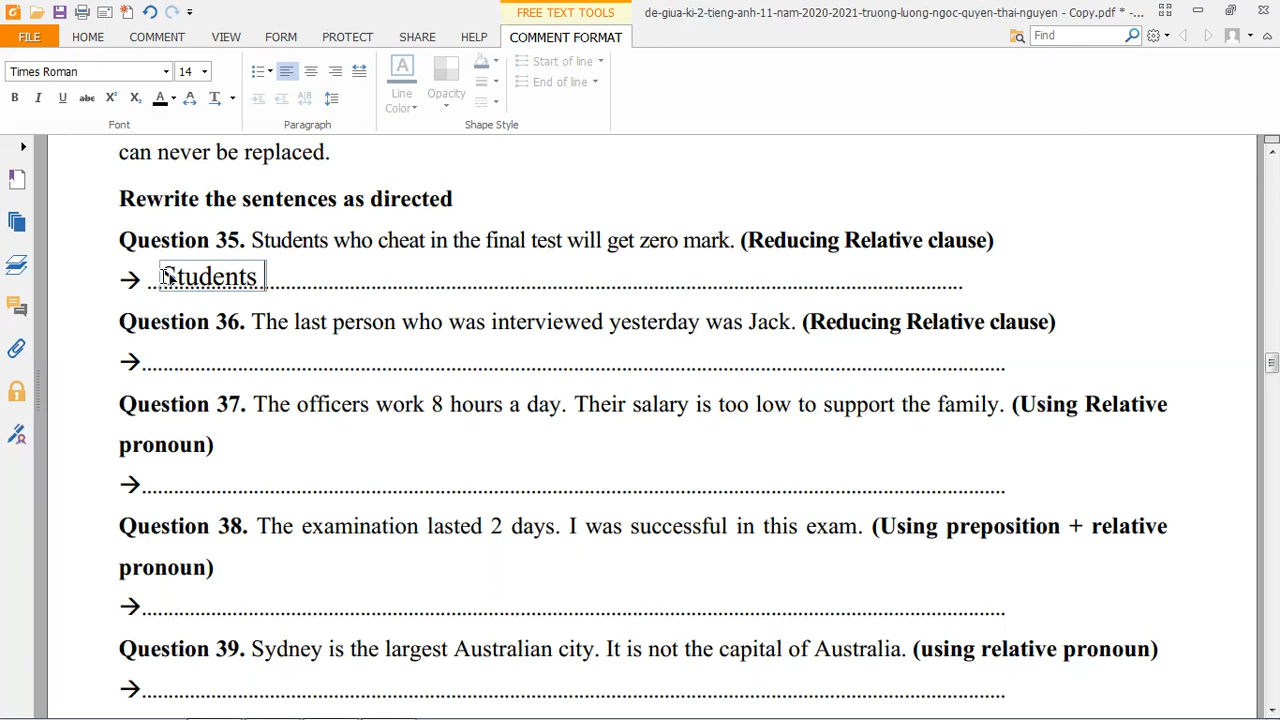 FREE TEXT TOOLS
de-giua-ki-2-tieng-anh-11-nam-2020-2021-truong-luong-ngoc-quyen-thai-nguyen - Copy.pdf * -...
FILE HOME COMMENT VIEW FORM PROTECT SHARE HELP COMMENT FORMAT Find
Times Roman 14
Line Color
Opacity
Start of line
End of line
B I U abc X² X₂ A A T
Font Paragraph Shape Style
can never be replaced.
Rewrite the sentences as directed
Question 35. Students who cheat in the final test will get zero mark. (Reducing Relative clause)
→ ..Students ....................................................
Question 36. The last person who was interviewed yesterday was Jack. (Reducing Relative clause)
→....................................................
Question 37. The officers work 8 hours a day. Their salary is too low to support the family. (Using Relative
pronoun)
→....................................................
Question 38. The examination lasted 2 days. I was successful in this exam. (Using preposition + relative
pronoun)
→....................................................
Question 39. Sydney is the largest Australian city. It is not the capital of Australia. (using relative pronoun)
→....................................................